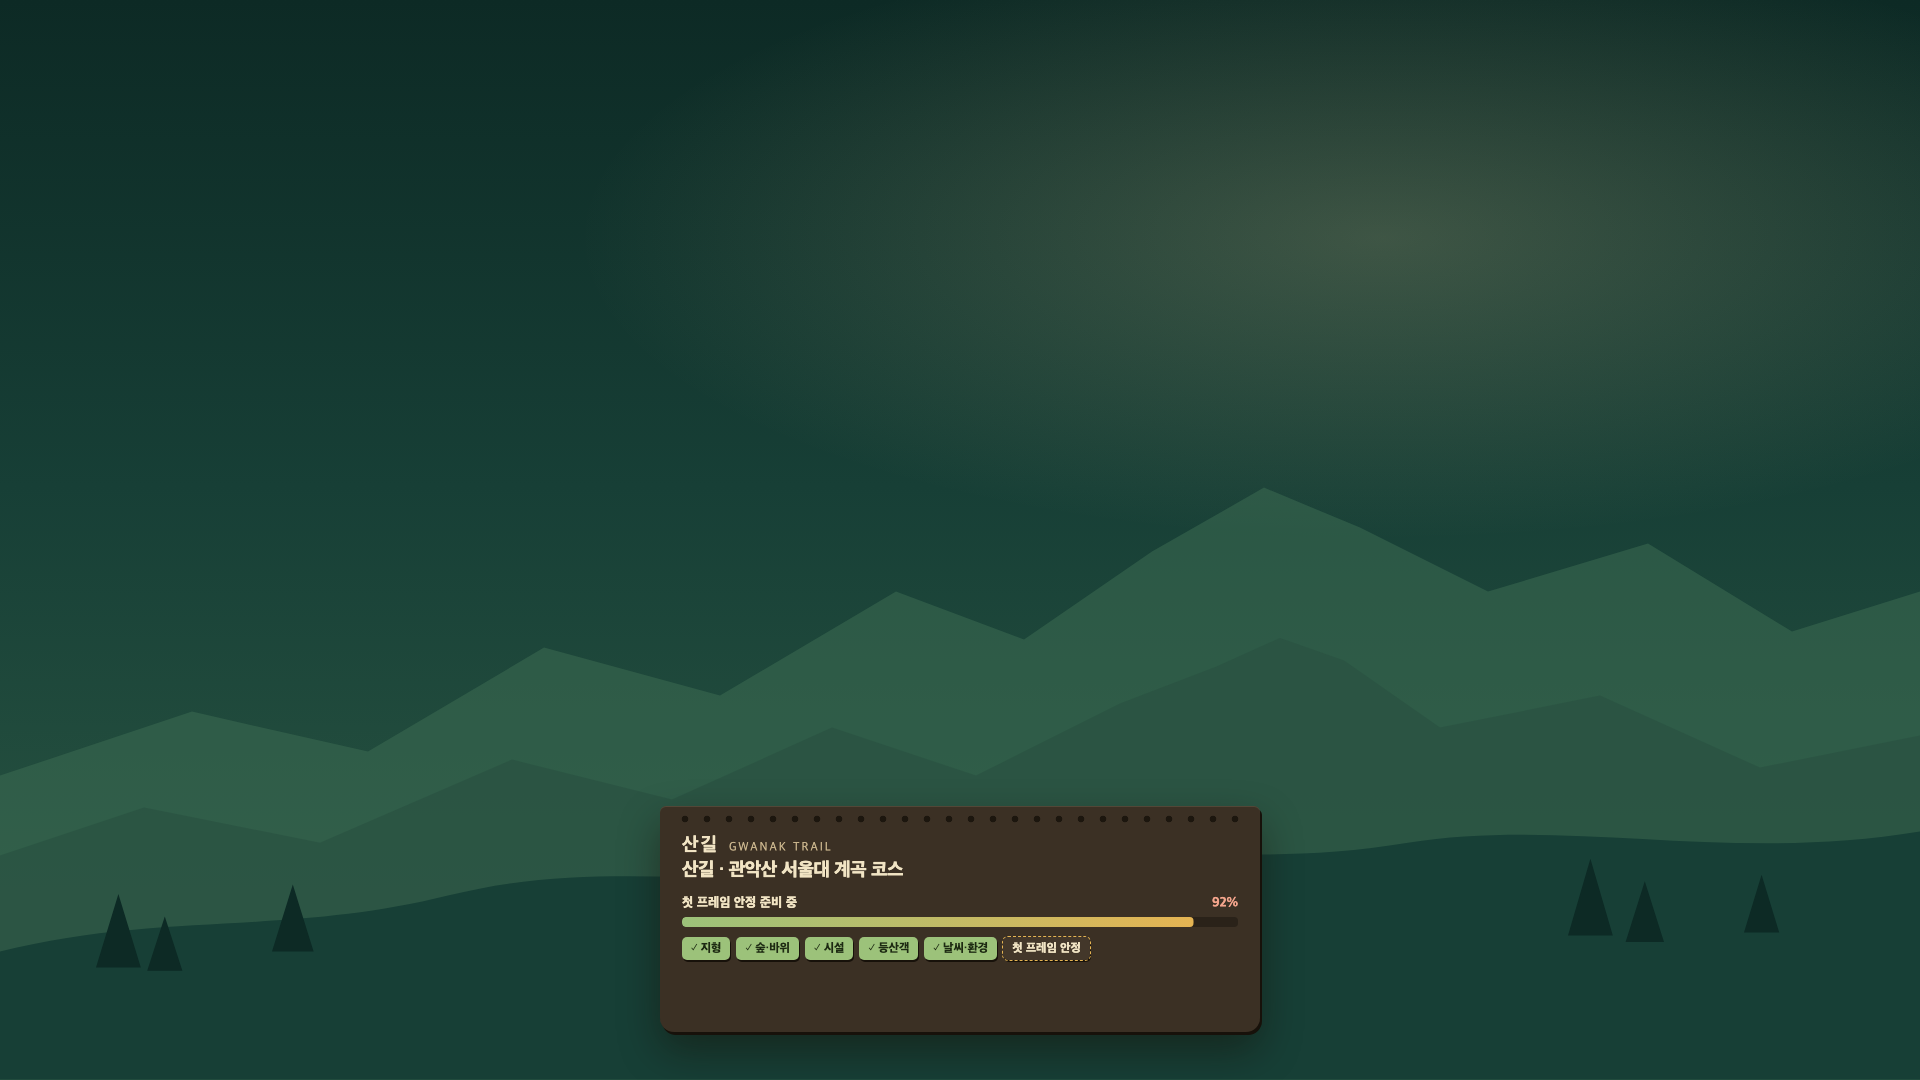 산길 GWANAK TRAIL
산길 · 관악산 서울대 계곡 코스
첫 프레임 안정 준비 중 92%
✓ 지형 ✓ 숲·바위 ✓ 시설 ✓ 등산객 ✓ 날씨·환경 첫 프레임 안정